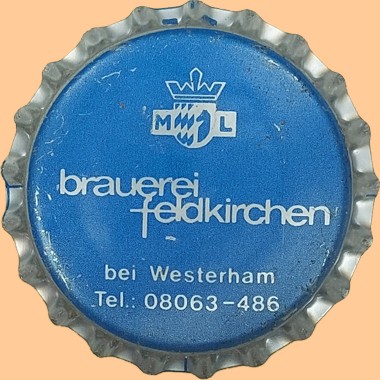 M L
brauerei
feldkirchen
bei Westerham
Tel.: 08063-486